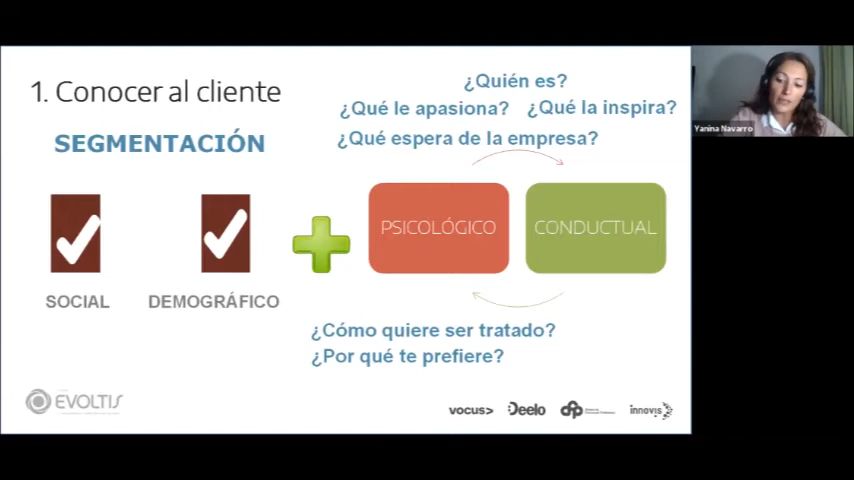 1. Conocer al cliente
SEGMENTACIÓN
¿Quién es?
¿Qué le apasiona? ¿Qué la inspira?
¿Qué espera de la empresa?
PSICOLÓGICO
CONDUCTUAL
SOCIAL
DEMOGRÁFICO
¿Cómo quiere ser tratado?
¿Por qué te prefiere?
EVOLTIS
vocus>
Deelo
innovis
Yanina Navarro